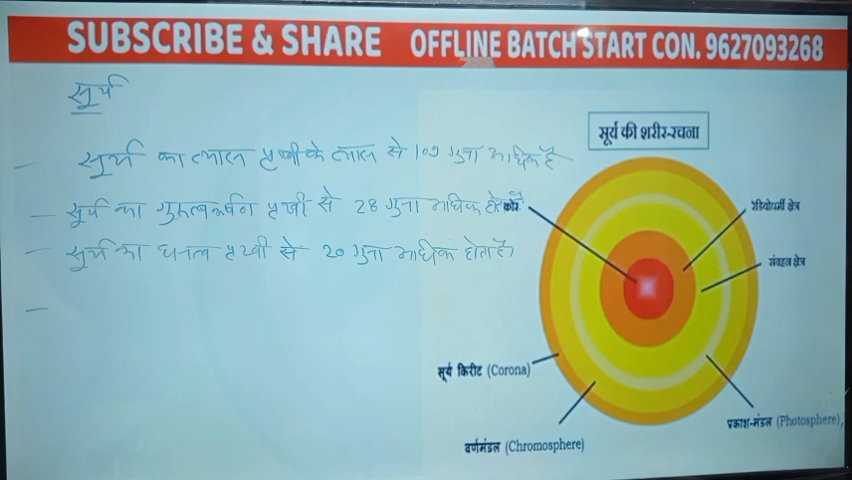 SUBSCRIBE & SHARE OFFLINE BATCH START CON. 9627093268
सूर्य
सूर्य का व्यास पृथ्वी के व्यास से 109 गुना अधिक है
सूर्य का गुरुत्वाकर्षण पृथ्वी से 28 गुना अधिक होता है
सूर्य का घनत्व पृथ्वी से 20 गुना अधिक होता है।
सूर्य की शरीर-रचना
कोर
रेडियोधर्मी क्षेत्र
संवहन क्षेत्र
सूर्य किरीट (Corona)
प्रकाश-मंडल (Photosphere),
वर्णमंडल (Chromosphere)